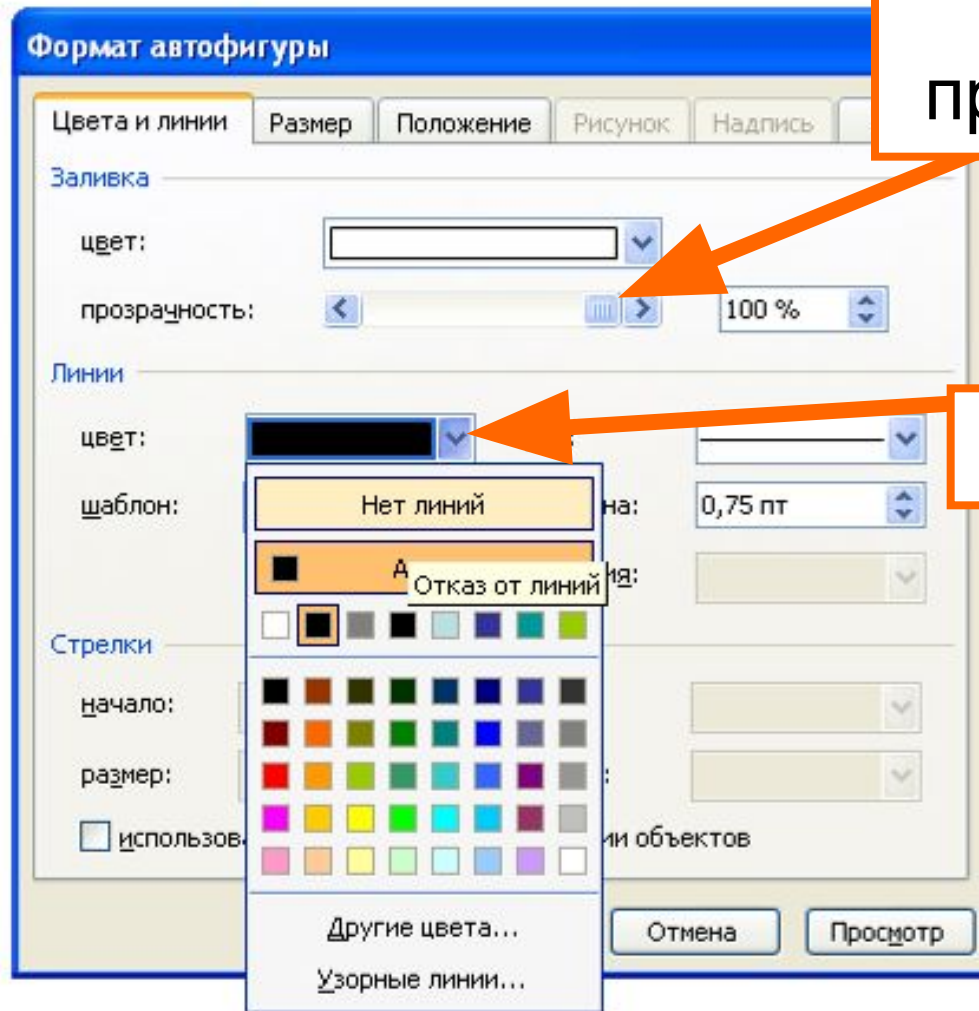 Формат автофигуры
пр
Цвета и линии Размер Положение Рисунок Надпись
Заливка
цвет:
прозрачность: 100 %
Линии
цвет:
шаблон: Нет линий на: 0,75 пт
А
Отказ от линий ия:
Стрелки
начало:
размер:
использова ии объектов
Другие цвета... Отмена Просмотр
Узорные линии...